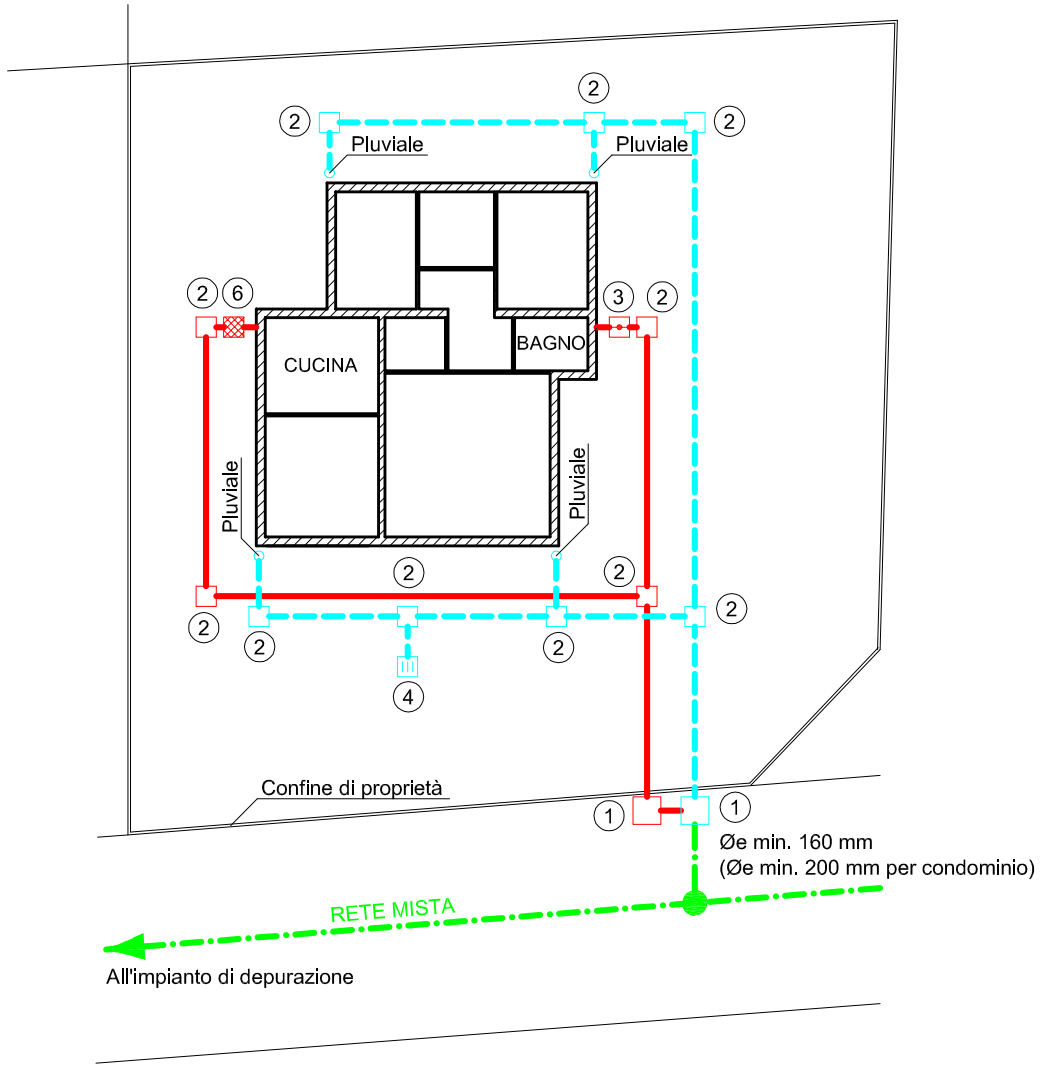 2
2
2
Pluviale
Pluviale
2
6
3
2
CUCINA
BAGNO
Pluviale
Pluviale
2
2
2
2
2
2
4
Confine di proprietà
1
1
Øe min. 160 mm
(Øe min. 200 mm per condominio)
RETE MISTA
All'impianto di depurazione